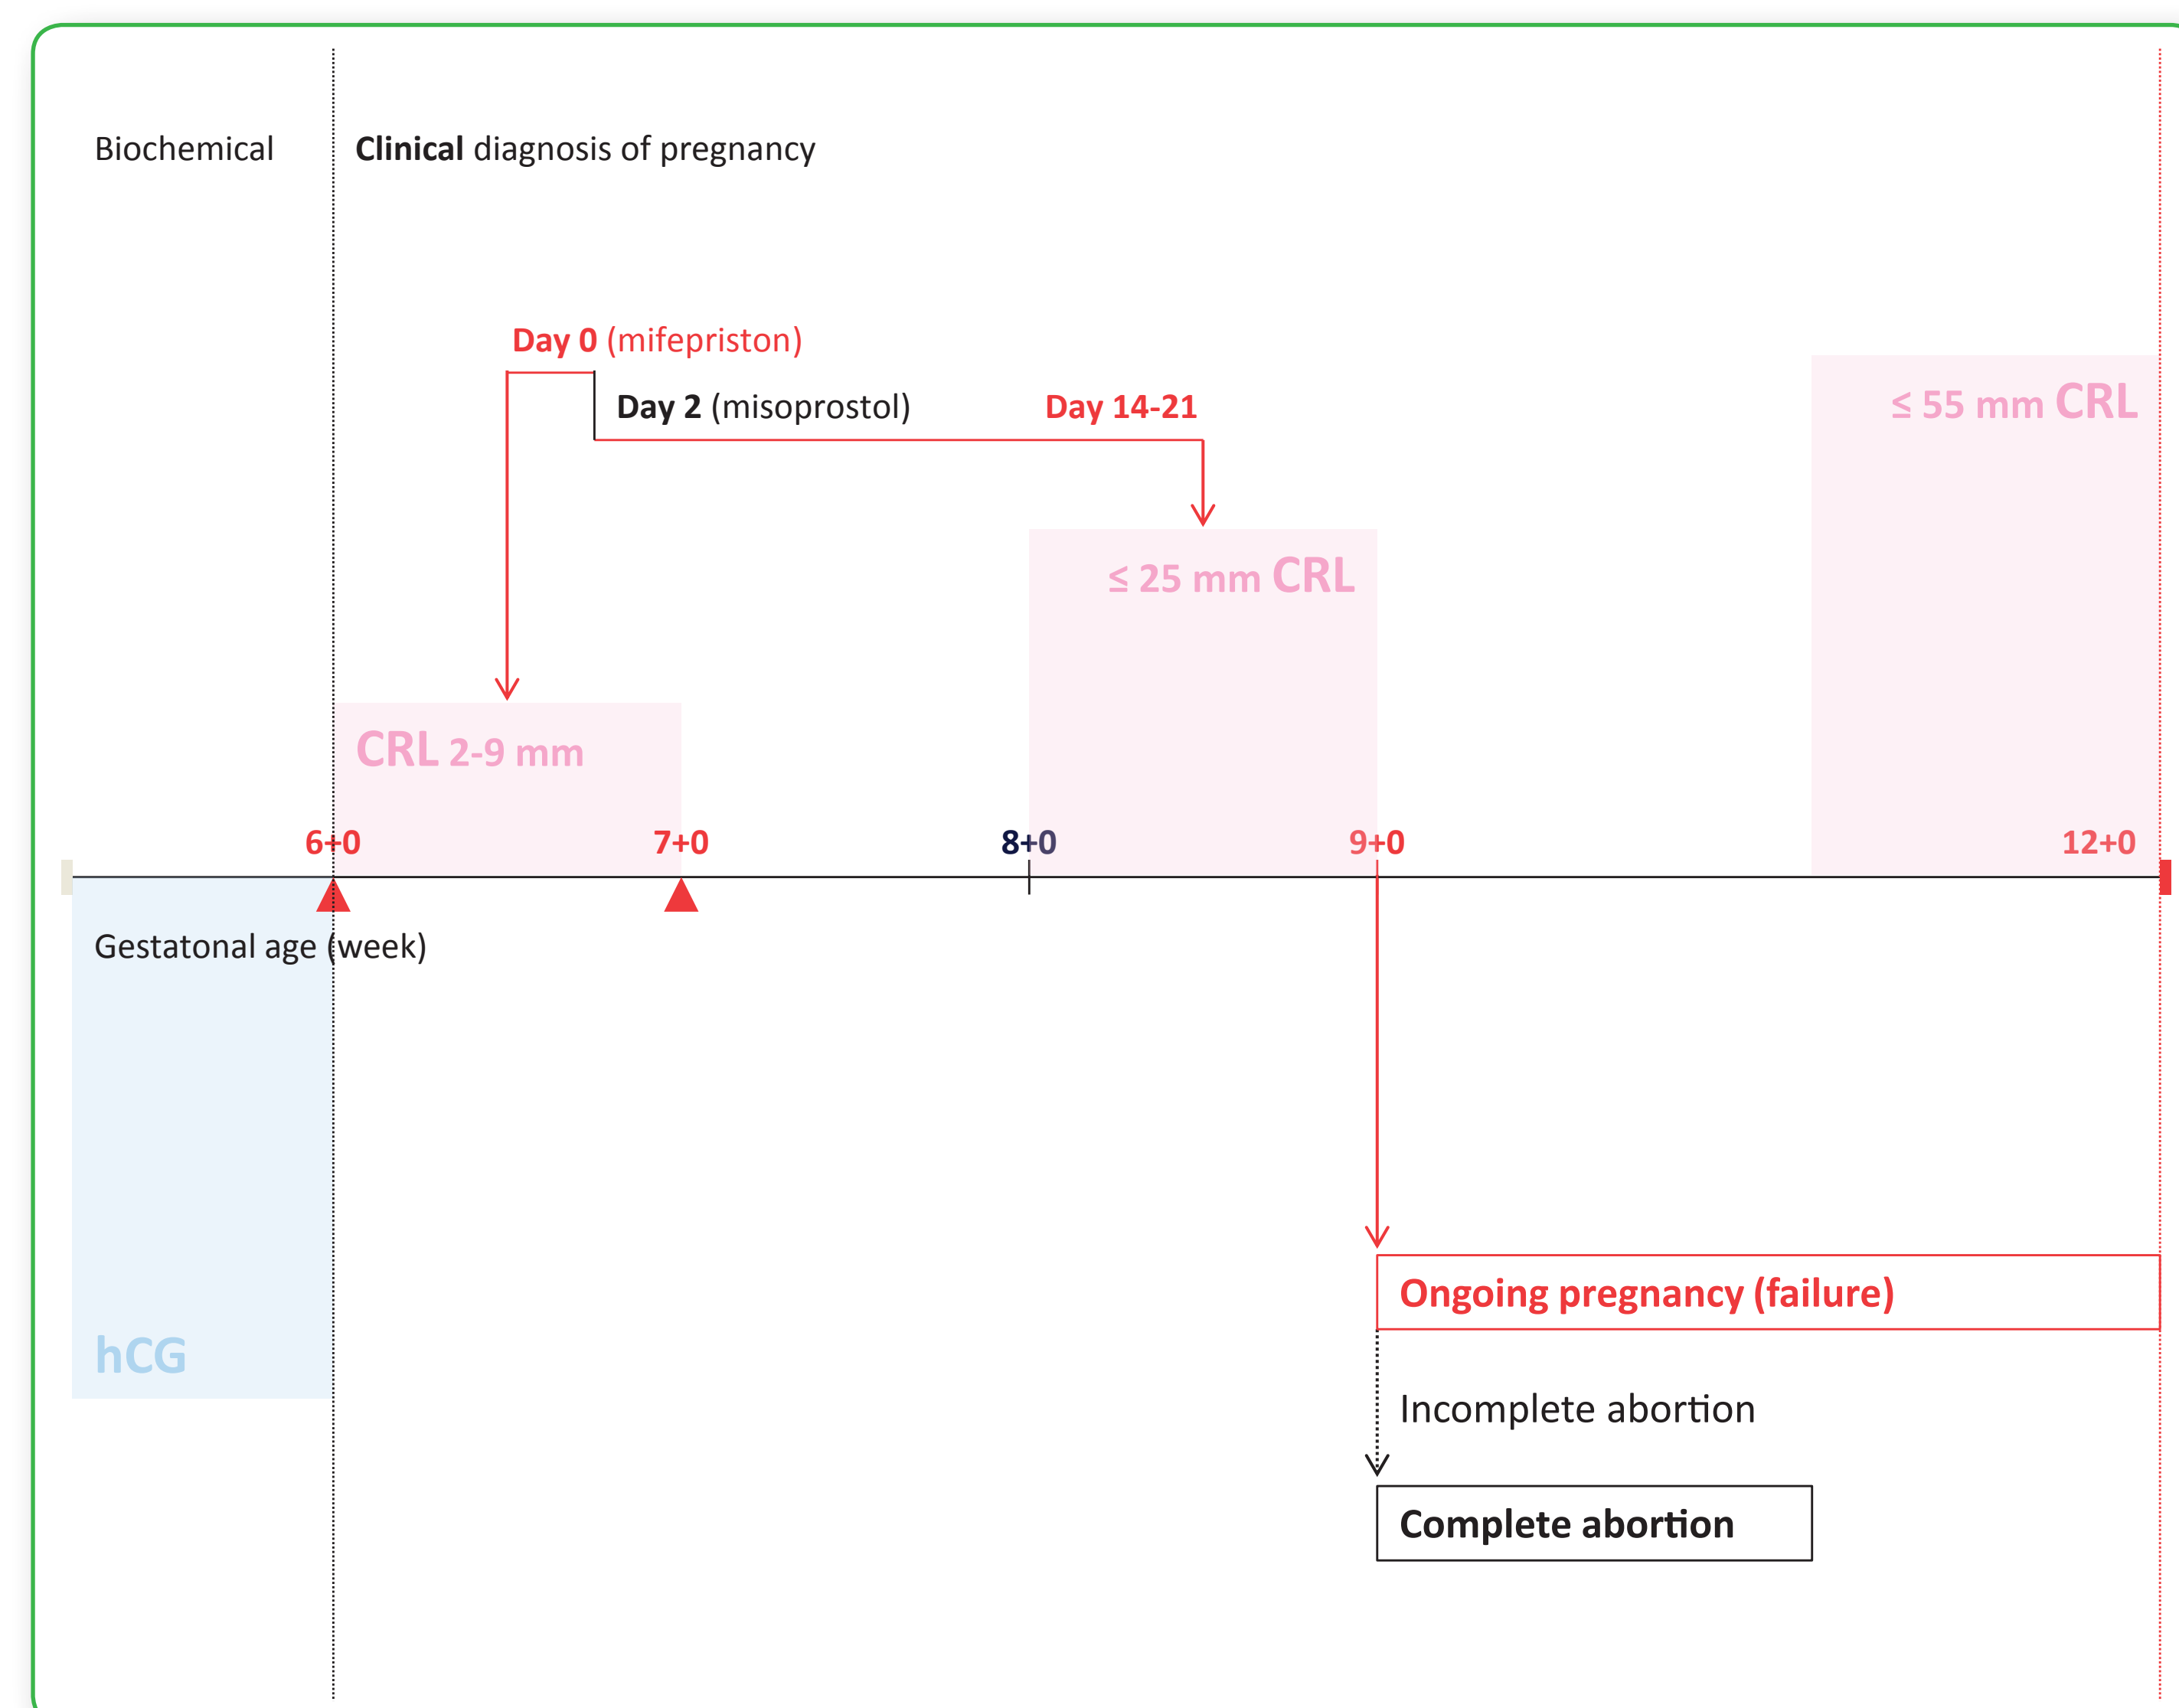 Biochemical
Clinical diagnosis of pregnancy
Day 0 (mifepriston)
Day 2 (misoprostol)
Day 14-21
≤ 55 mm CRL
≤ 25 mm CRL
CRL 2-9 mm
6+0
7+0
8+0
9+0
12+0
Gestatonal age (week)
Ongoing pregnancy (failure)
hCG
Incomplete abortion
Complete abortion